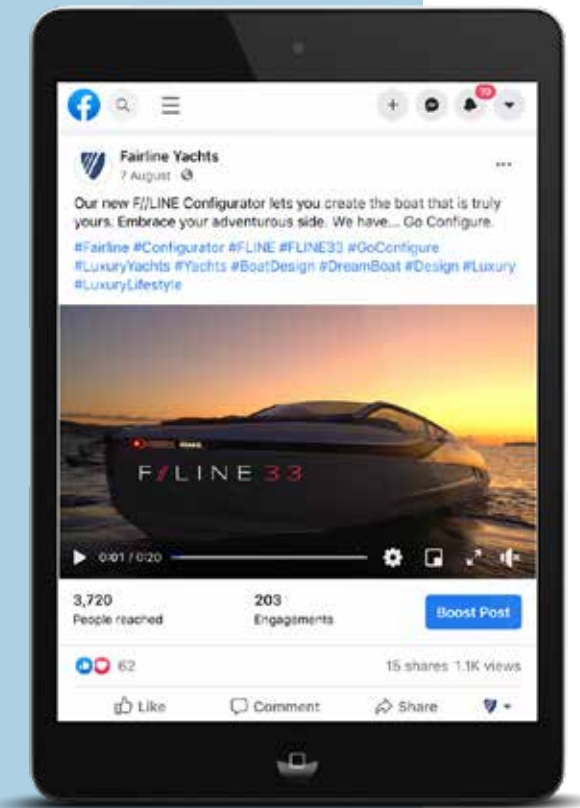 19
Fairline Yachts
7 August
Our new F//LINE Configurator lets you create the boat that is truly
yours. Embrace your adventurous side. We have... Go Configure.
#Fairline #Configurator #FLINE #FLINE33 #GoConfigure
#LuxuryYachts #Yachts #BoatDesign #DreamBoat #Design #Luxury
#LuxuryLifestyle
F//LINE 33
0:01 / 0:20
3,720
People reached
203
Engagements
Boost Post
62
15 shares 1.1K views
Like
Comment
Share